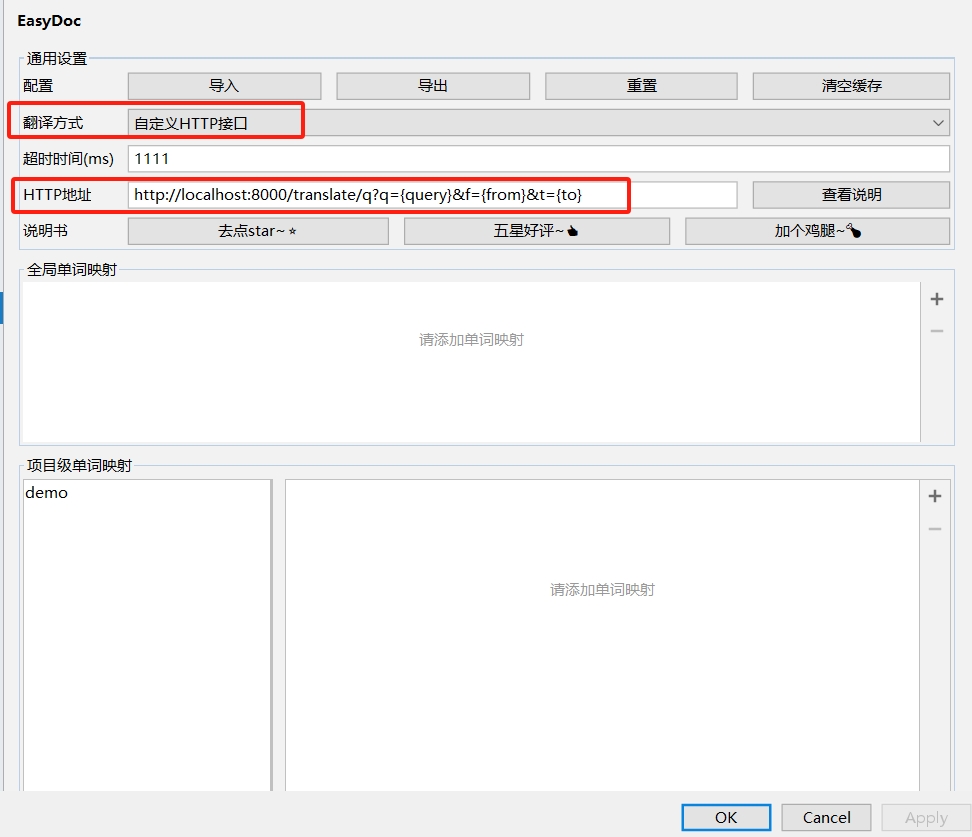 EasyDoc
通用设置
配置 导入 导出 重置 清空缓存
翻译方式 自定义HTTP接口
超时时间(ms) 1111
HTTP地址 http://localhost:8000/translate/q?q={query}&f={from}&t={to} 查看说明
说明书 去点star~⭐ 五星好评~👍 加个鸡腿~🍗
全局单词映射
请添加单词映射
项目级单词映射
demo
请添加单词映射
OK Cancel Apply